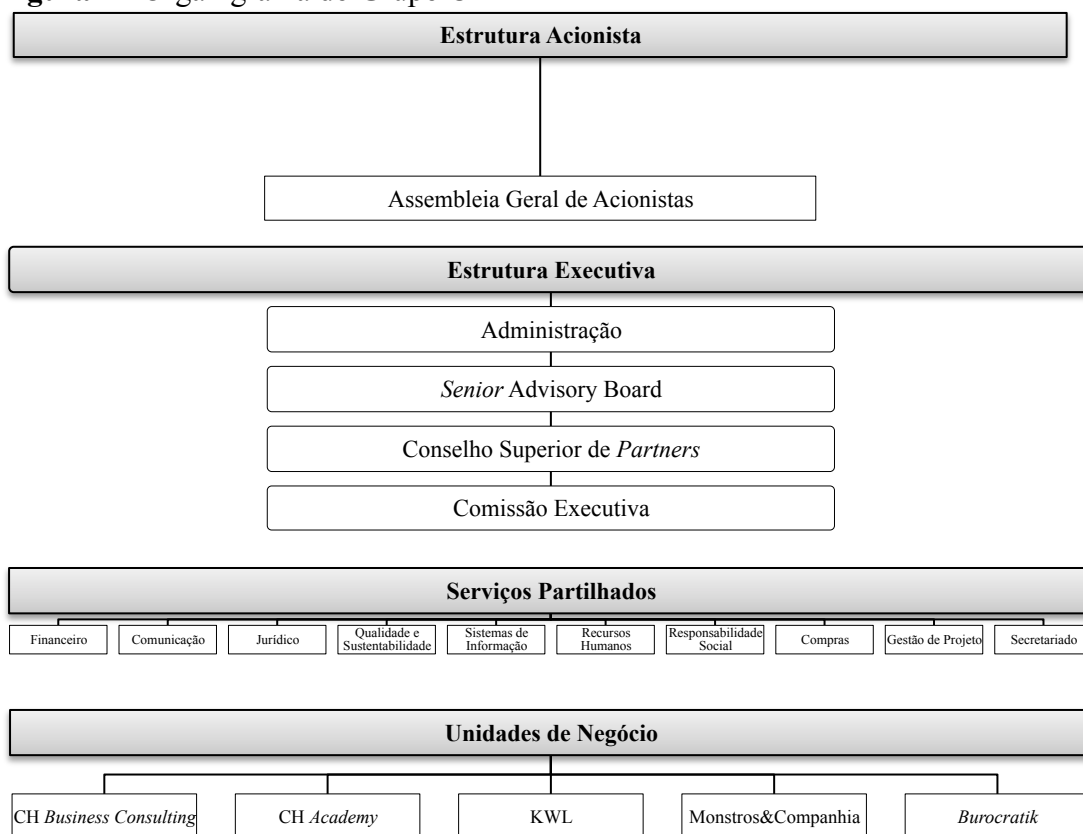 Estrutura Acionista
Assembleia Geral de Acionistas
Estrutura Executiva
Administração
Senior Advisory Board
Conselho Superior de Partners
Comissão Executiva
Serviços Partilhados
Financeiro
Comunicação
Jurídico
Qualidade e
Sustentabilidade
Sistemas de
Informação
Recursos
Humanos
Responsabilidade
Social
Compras
Gestão de Projeto
Secretariado
Unidades de Negócio
CH Business Consulting
CH Academy
KWL
Monstros&Companhia
Burocratik